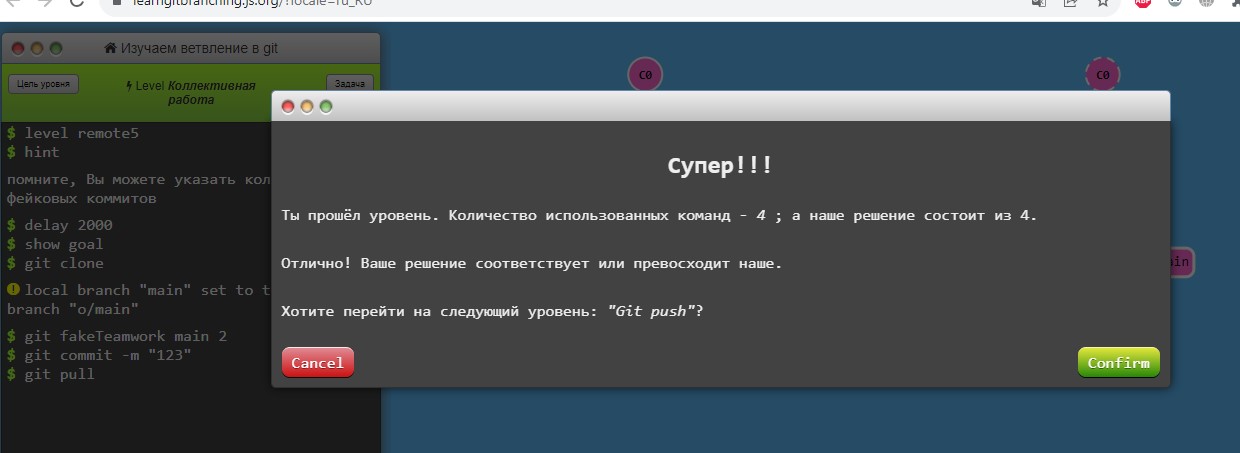 learngitbranching.js.org/?locale=ru_RU
Изучаем ветвление в git
Цель уровня
Level Коллективная
работа
Задача
$ level remote5
$ hint
помните, Вы можете указать кол
фейковых коммитов
$ delay 2000
$ show goal
$ git clone
local branch "main" set to t
branch "o/main"
$ git fakeTeamwork main 2
$ git commit -m "123"
$ git pull
C0
C0
ABP
Супер!!!
Ты прошёл уровень. Количество использованных команд - 4 ; а наше решение состоит из 4.
Отлично! Ваше решение соответствует или превосходит наше.
Хотите перейти на следующий уровень: "Git push"?
Cancel
Confirm